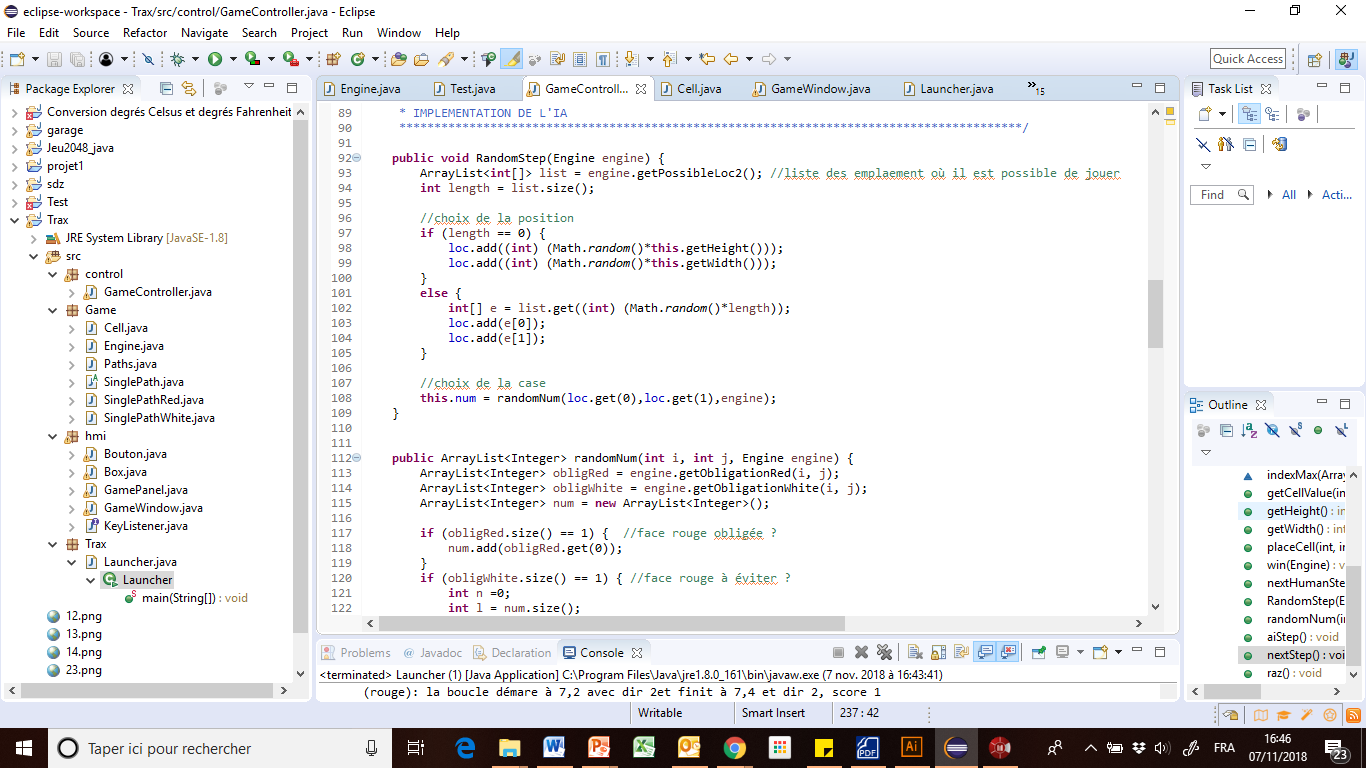 eclipse-workspace - Trax/src/control/GameController.java - Eclipse
File Edit Source Refactor Navigate Search Project Run Window Help
Quick Access
Package Explorer
Conversion degrés Celsus et degrés Fahrenheit
garage
Jeu2048_java
projet1
sdz
Test
Trax
JRE System Library [JavaSE-1.8]
src
control
GameController.java
Game
Cell.java
Engine.java
Paths.java
SinglePath.java
SinglePathRed.java
SinglePathWhite.java
hmi
Bouton.java
Box.java
GamePanel.java
GameWindow.java
KeyListener.java
Trax
Launcher.java
Launcher
main(String[]) : void
12.png
13.png
14.png
23.png
Engine.java Test.java GameControll... Cell.java GameWindow.java Launcher.java »15
89 * IMPLEMENTATION DE L'IA
90 *****************************************************************************************/
91
92 public void RandomStep(Engine engine) {
93 ArrayList<int[]> list = engine.getPossibleLoc2(); //liste des emplaement où il est possible de jouer
94 int length = list.size();
95
96 //choix de la position
97 if (length == 0) {
98 loc.add((int) (Math.random()*this.getHeight()));
99 loc.add((int) (Math.random()*this.getWidth()));
100 }
101 else {
102 int[] e = list.get((int) (Math.random()*length));
103 loc.add(e[0]);
104 loc.add(e[1]);
105 }
106
107 //choix de la case
108 this.num = randomNum(loc.get(0),loc.get(1),engine);
109 }
110
111
112 public ArrayList<Integer> randomNum(int i, int j, Engine engine) {
113 ArrayList<Integer> obligRed = engine.getObligationRed(i, j);
114 ArrayList<Integer> obligWhite = engine.getObligationWhite(i, j);
115 ArrayList<Integer> num = new ArrayList<Integer>();
116
117 if (obligRed.size() == 1) { //face rouge obligée ?
118 num.add(obligRed.get(0));
119 }
120 if (obligWhite.size() == 1) { //face rouge à éviter ?
121 int n =0;
122 int l = num.size();
Problems Javadoc Declaration Console
<terminated> Launcher (1) [Java Application] C:\Program Files\Java\jre1.8.0_161\bin\javaw.exe (7 nov. 2018 à 16:43:41)
(rouge): la boucle démare à 7,2 avec dir 2et finit à 7,4 et dir 2, score 1
Task List
Find All Acti...
Outline
indexMax(Array
getCellValue(in
getHeight() : in
getWidth() : int
placeCell(int, in
win(Engine) : v
nextHumanSte
RandomStep(E
randomNum(in
aiStep() : void
nextStep() : voi
raz() : void
Writable Smart Insert 237 : 42
Taper ici pour rechercher
FRA
16:46
07/11/2018
23